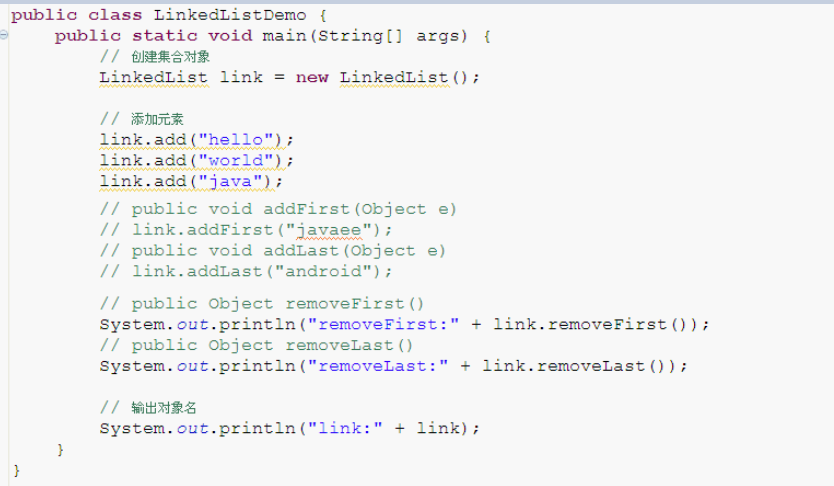 public class LinkedListDemo {
    public static void main(String[] args) {
        // 创建集合对象
        LinkedList link = new LinkedList();
        // 添加元素
        link.add("hello");
        link.add("world");
        link.add("java");
        // public void addFirst(Object e)
        // link.addFirst("javaee");
        // public void addLast(Object e)
        // link.addLast("android");
        // public Object removeFirst()
        System.out.println("removeFirst:" + link.removeFirst());
        // public Object removeLast()
        System.out.println("removeLast:" + link.removeLast());
        // 输出对象名
        System.out.println("link:" + link);
    }
}